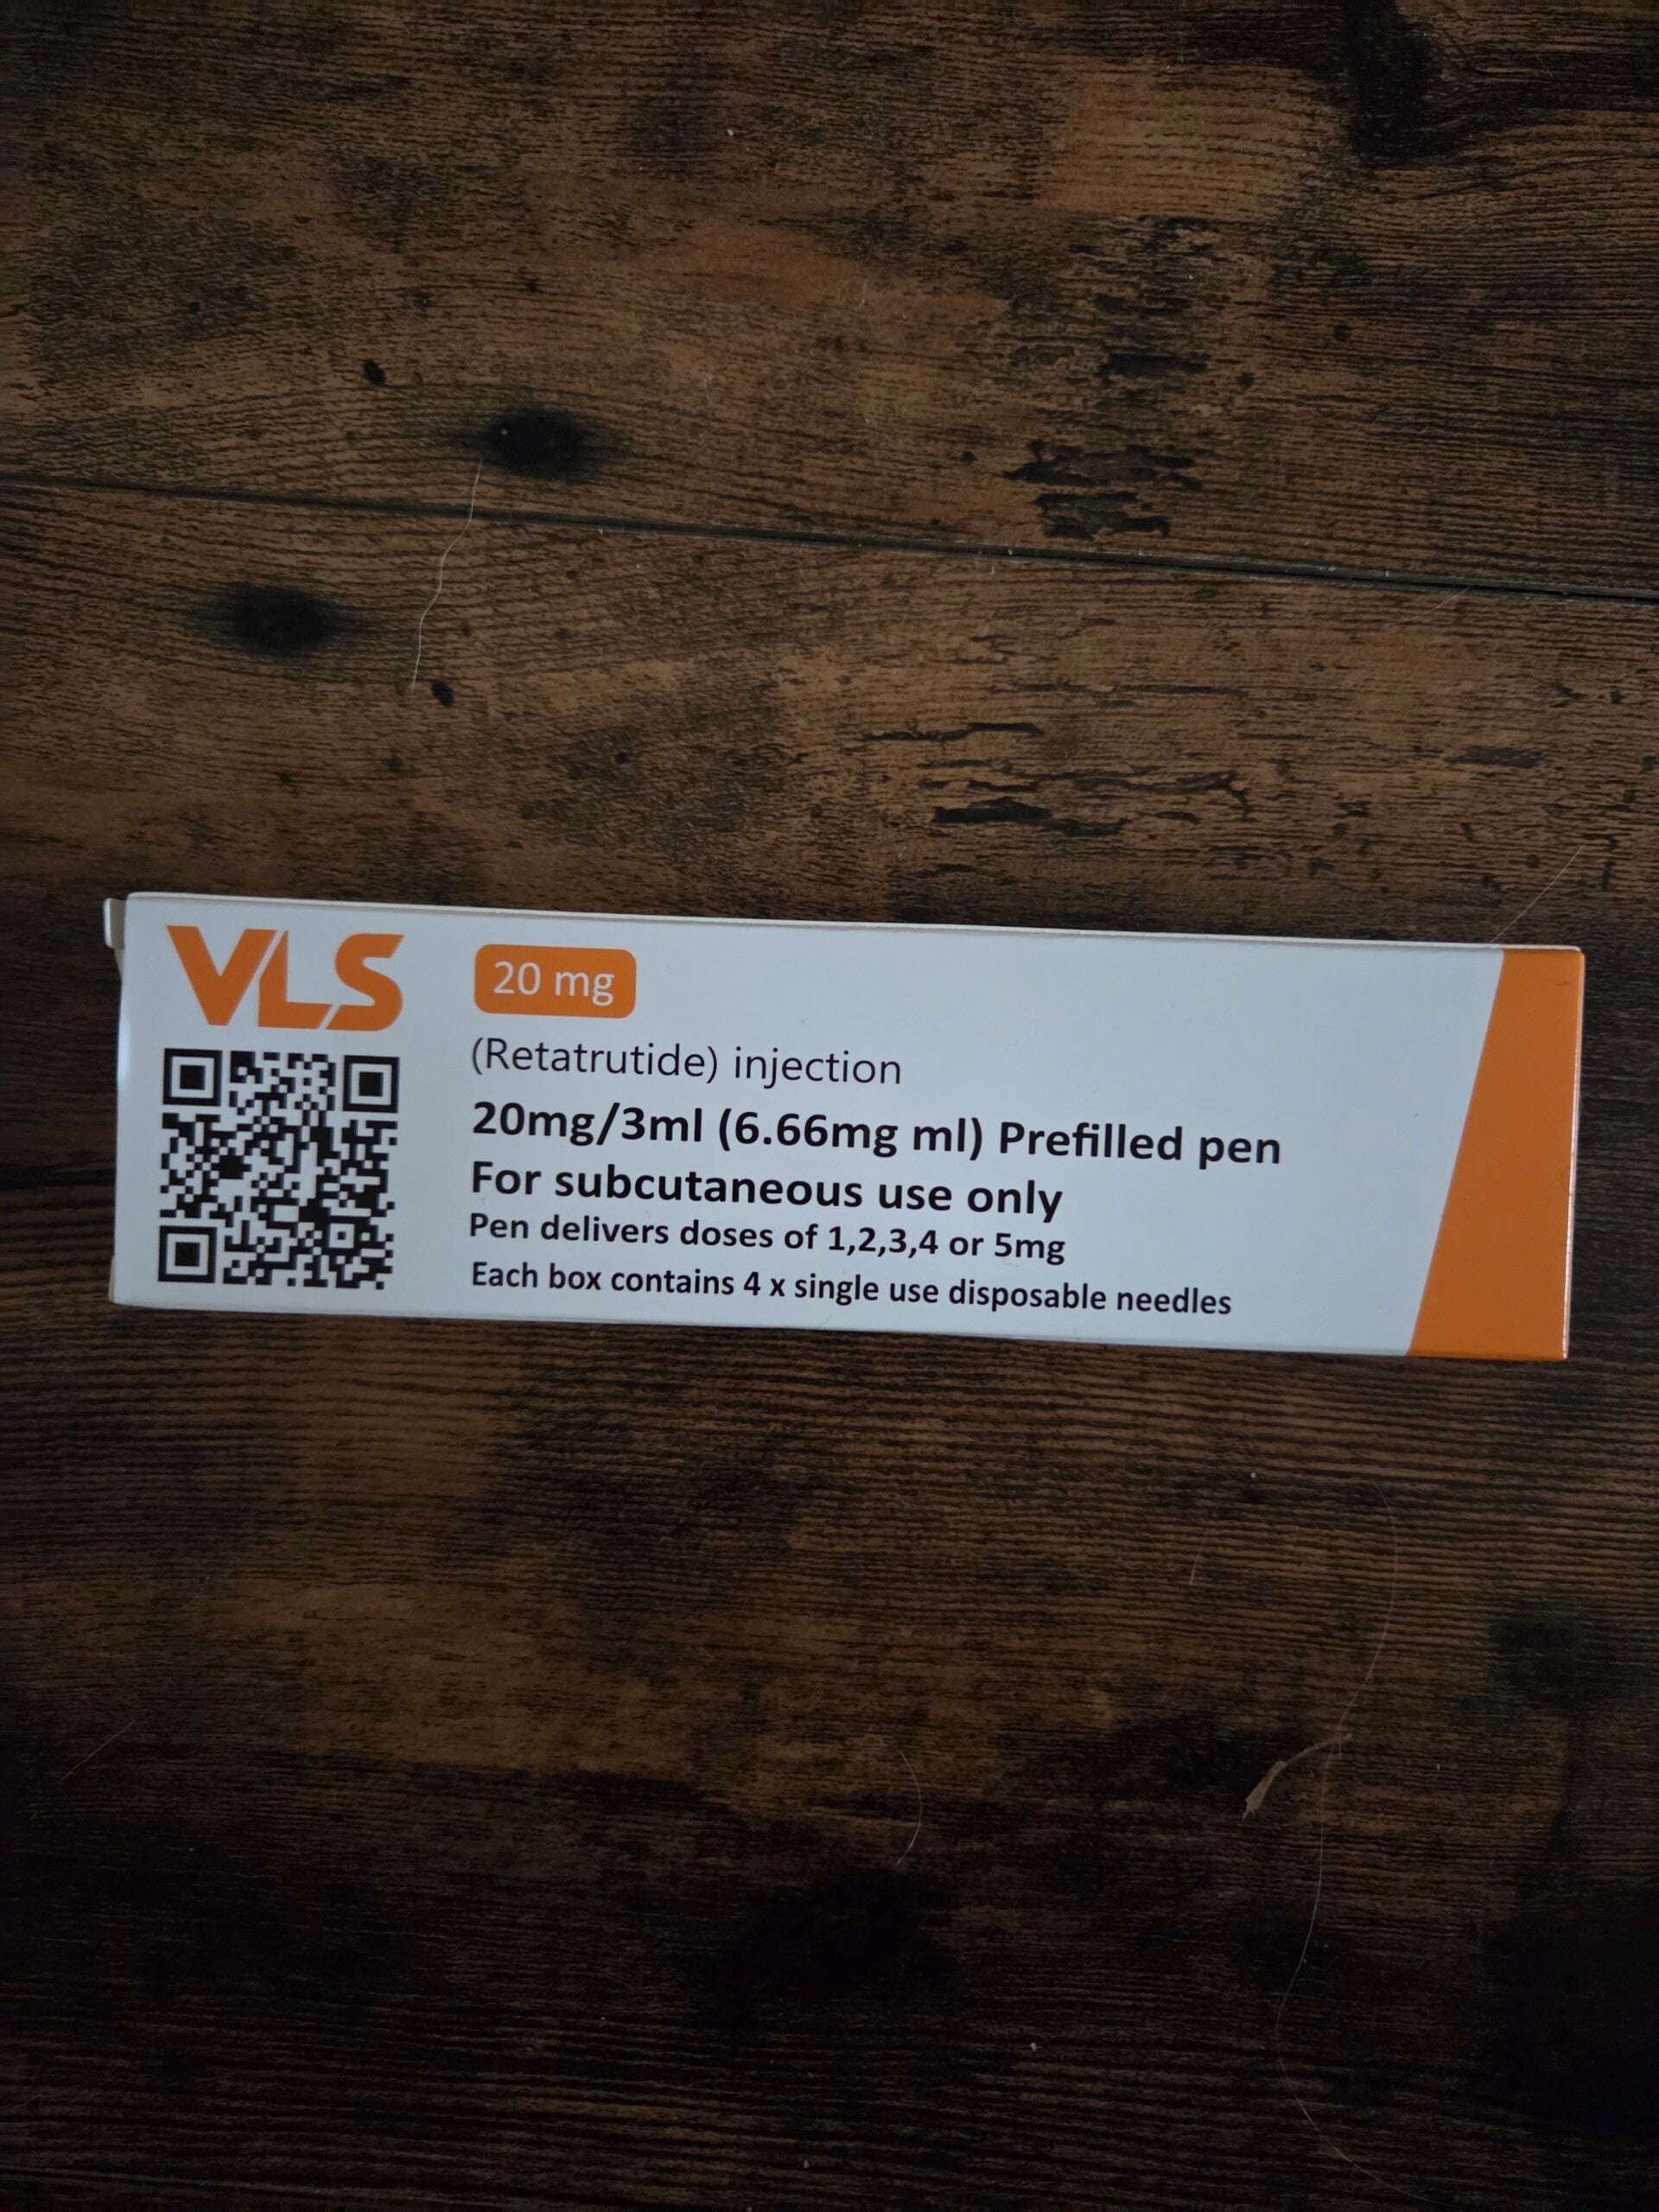 VLS
20 mg
(Retatrutide) injection
20mg/3ml (6.66mg ml) Prefilled pen
For subcutaneous use only
Pen delivers doses of 1,2,3,4 or 5mg
Each box contains 4 x single use disposable needles